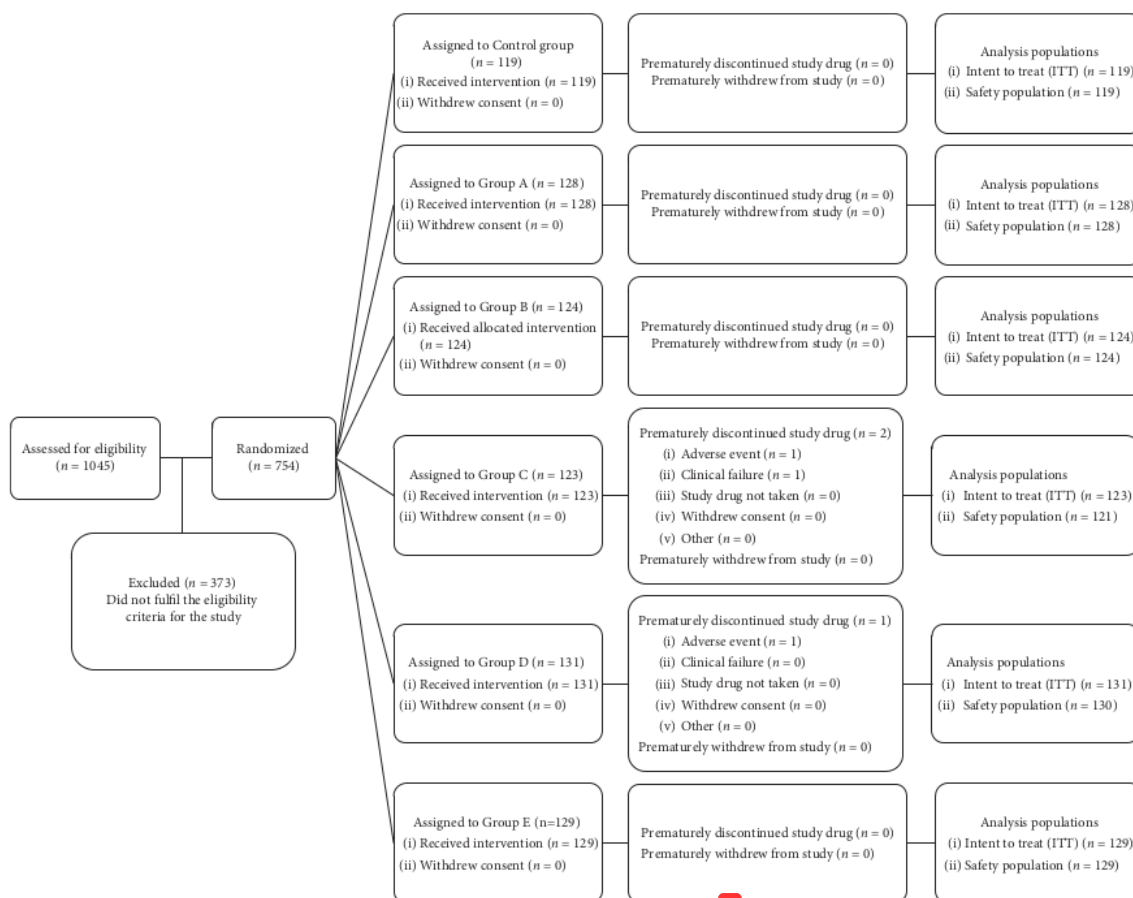 Assessed for eligibility
(n = 1045)
Excluded (n = 373)
Did not fulfil the eligibility
criteria for the study
Randomized
(n = 754)
Assigned to Control group
(n = 119)
(i) Received intervention (n = 119)
(ii) Withdrew consent (n = 0)
Prematurely discontinued study drug (n = 0)
Prematurely withdrew from study (n = 0)
Analysis populations
(i) Intent to treat (ITT) (n = 119)
(ii) Safety population (n = 119)
Assigned to Group A (n = 128)
(i) Received intervention (n = 128)
(ii) Withdrew consent (n = 0)
Prematurely discontinued study drug (n = 0)
Prematurely withdrew from study (n = 0)
Analysis populations
(i) Intent to treat (ITT) (n = 128)
(ii) Safety population (n = 128)
Assigned to Group B (n = 124)
(i) Received allocated intervention
(n = 124)
(ii) Withdrew consent (n = 0)
Prematurely discontinued study drug (n = 0)
Prematurely withdrew from study (n = 0)
Analysis populations
(i) Intent to treat (ITT) (n = 124)
(ii) Safety population (n = 124)
Assigned to Group C (n = 123)
(i) Received intervention (n = 123)
(ii) Withdrew consent (n = 0)
Prematurely discontinued study drug (n = 2)
(i) Adverse event (n = 1)
(ii) Clinical failure (n = 1)
(iii) Study drug not taken (n = 0)
(iv) Withdrew consent (n = 0)
(v) Other (n = 0)
Prematurely withdrew from study (n = 0)
Analysis populations
(i) Intent to treat (ITT) (n = 123)
(ii) Safety population (n = 121)
Assigned to Group D (n = 131)
(i) Received intervention (n = 131)
(ii) Withdrew consent (n = 0)
Prematurely discontinued study drug (n = 1)
(i) Adverse event (n = 1)
(ii) Clinical failure (n = 0)
(iii) Study drug not taken (n = 0)
(iv) Withdrew consent (n = 0)
(v) Other (n = 0)
Prematurely withdrew from study (n = 0)
Analysis populations
(i) Intent to treat (ITT) (n = 131)
(ii) Safety population (n = 130)
Assigned to Group E (n=129)
(i) Received intervention (n = 129)
(ii) Withdrew consent (n = 0)
Prematurely discontinued study drug (n = 0)
Prematurely withdrew from study (n = 0)
Analysis populations
(i) Intent to treat (ITT) (n = 129)
(ii) Safety population (n = 129)